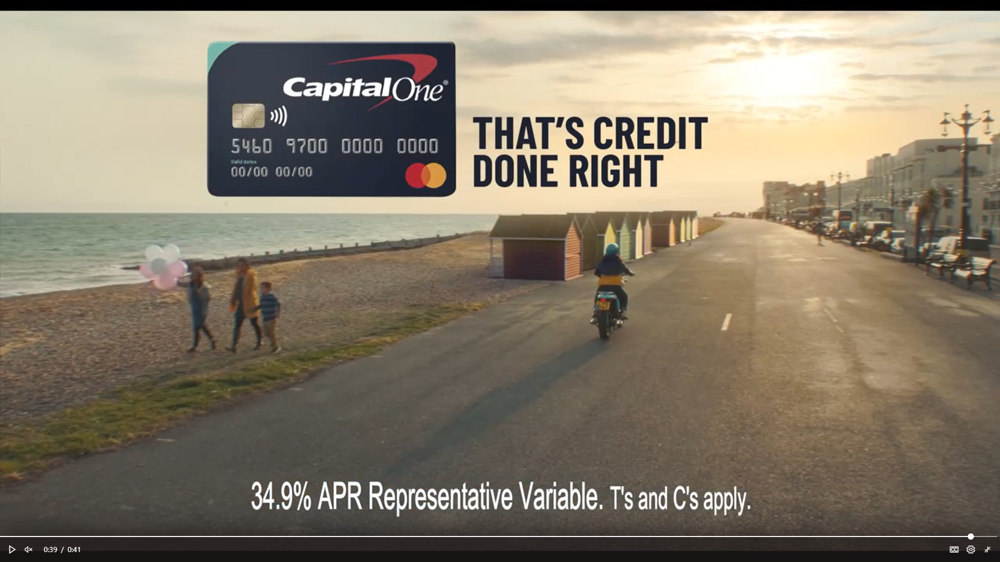 CapitalOne®
5460 9700 0000 0000
Valid dates
00/00 00/00
THAT'S CREDIT
DONE RIGHT
34.9% APR Representative Variable. T's and C's apply.
0:39 / 0:41
CC